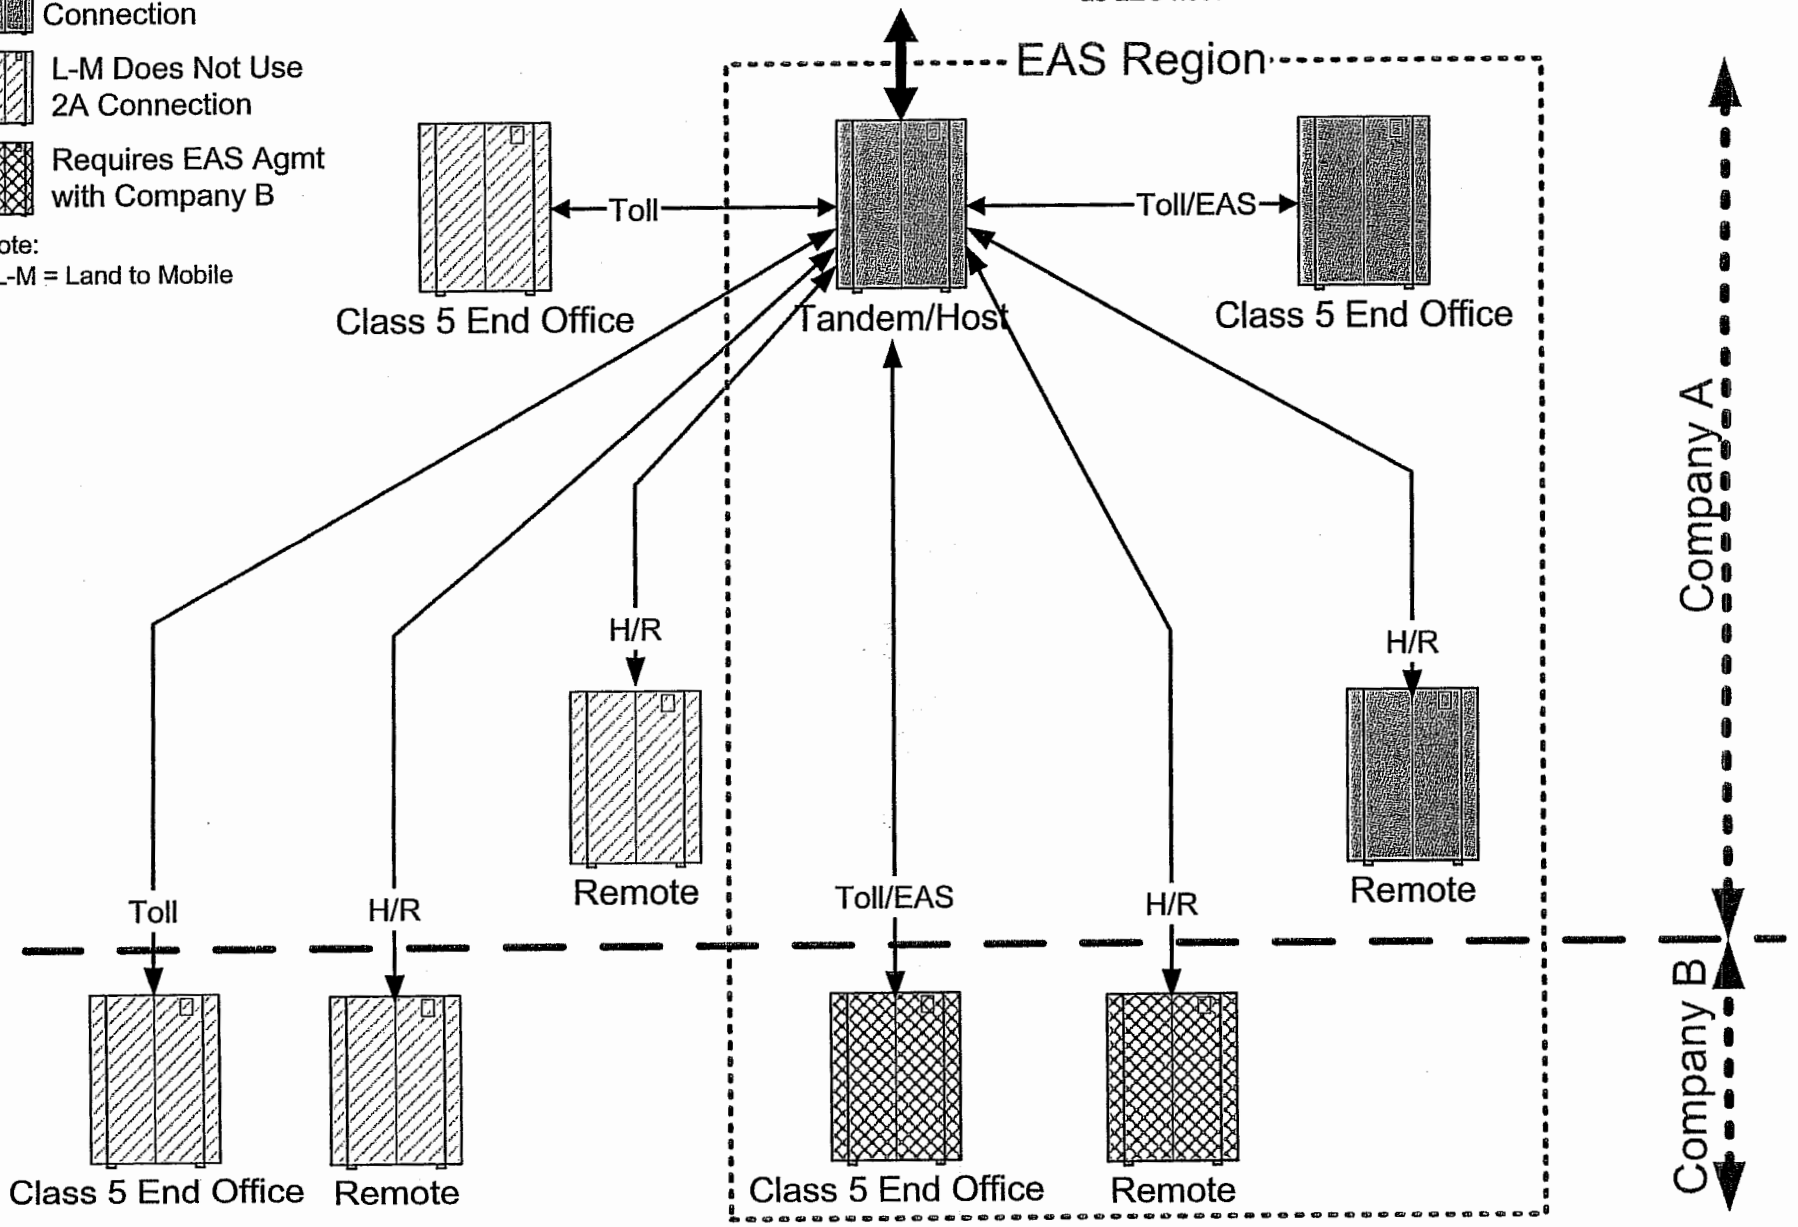 Connection
L-M Does Not Use
2A Connection
Requires EAS Agmt
with Company B
L-M = Land to Mobile
EAS Region
Toll
Toll/EAS
Class 5 End Office
Tandem/Host
Class 5 End Office
Company A
H/R
H/R
Remote
Remote
Toll
H/R
Toll/EAS
H/R
Company B
Class 5 End Office
Remote
Class 5 End Office
Remote